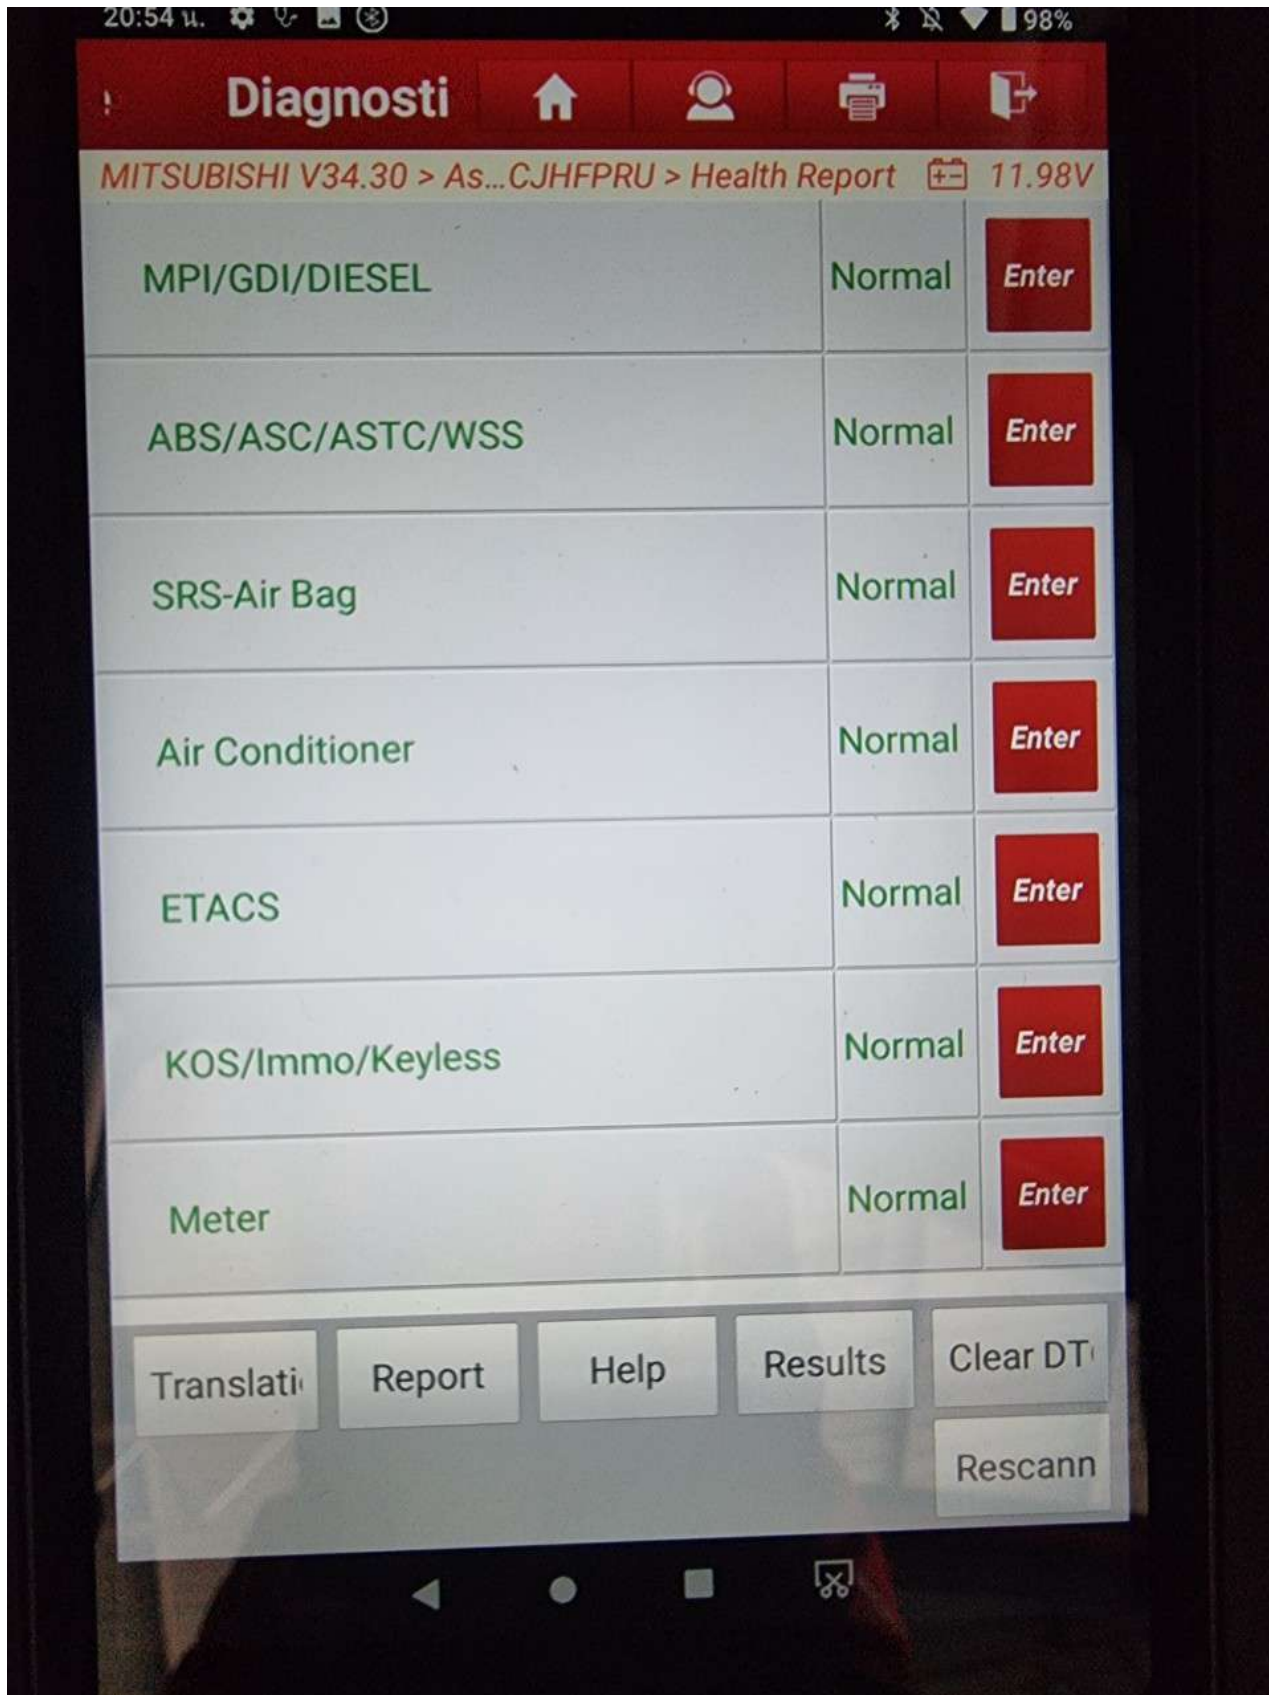 20:54 น. 98%
Diagnosti
MITSUBISHI V34.30 > As...CJHFPRU > Health Report 11.98V
MPI/GDI/DIESEL Normal Enter
ABS/ASC/ASTC/WSS Normal Enter
SRS-Air Bag Normal Enter
Air Conditioner Normal Enter
ETACS Normal Enter
KOS/Immo/Keyless Normal Enter
Meter Normal Enter
Translati Report Help Results Clear DT
Rescann